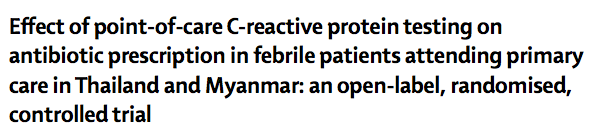 Effect of point-of-care C-reactive protein testing on
antibiotic prescription in febrile patients attending primary
care in Thailand and Myanmar: an open-label, randomised,
controlled trial